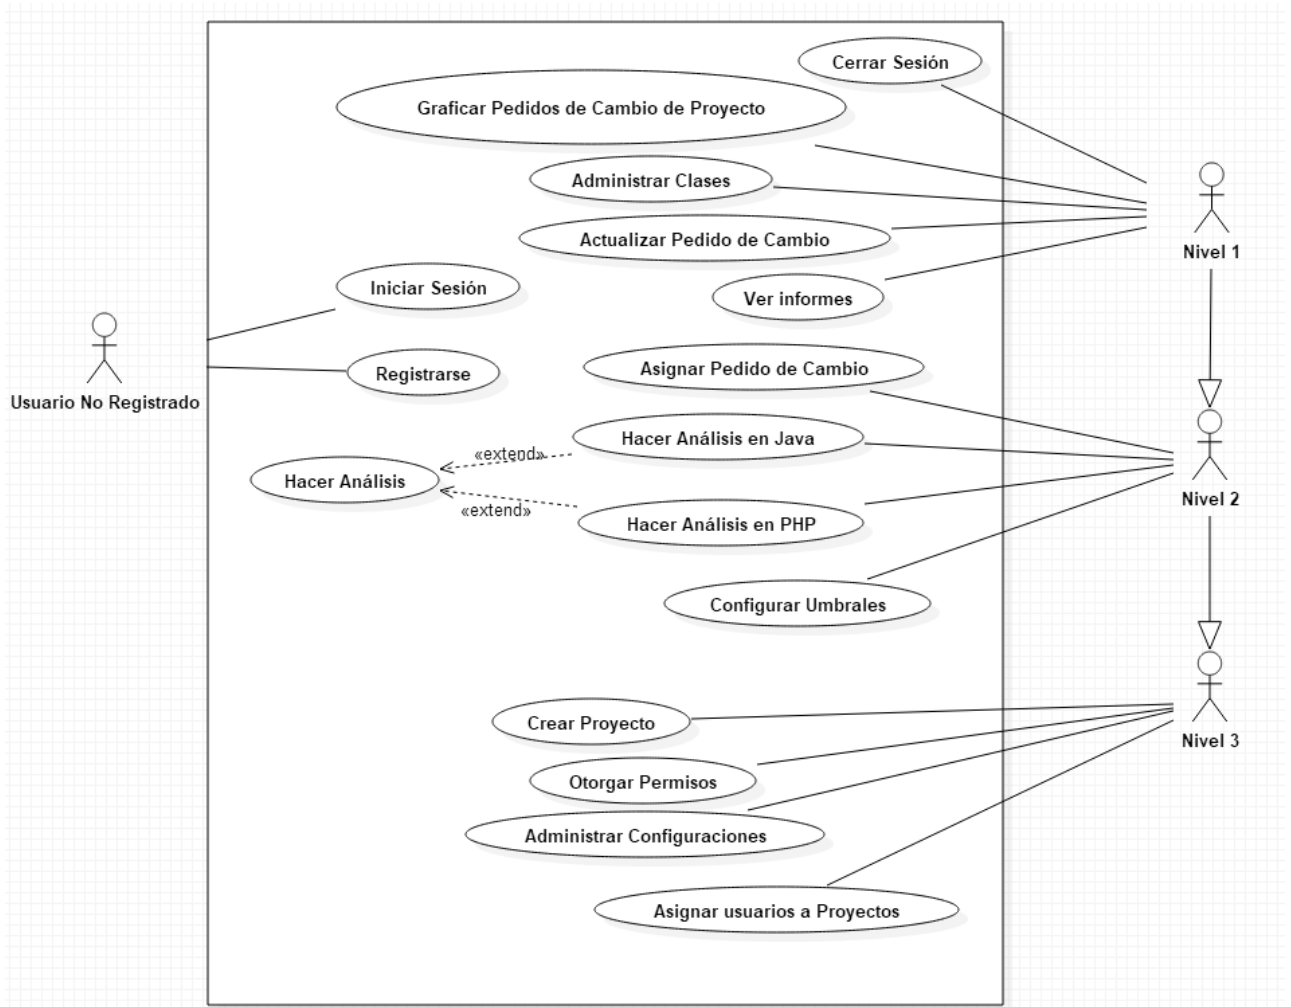 Cerrar Sesión
Graficar Pedidos de Cambio de Proyecto
Administrar Clases
Actualizar Pedido de Cambio
Nivel 1
Iniciar Sesión
Ver informes
Asignar Pedido de Cambio
Registrarse
Usuario No Registrado
Hacer Análisis en Java
«extend»
Hacer Análisis
«extend»
Hacer Análisis en PHP
Nivel 2
Configurar Umbrales
Crear Proyecto
Nivel 3
Otorgar Permisos
Administrar Configuraciones
Asignar usuarios a Proyectos